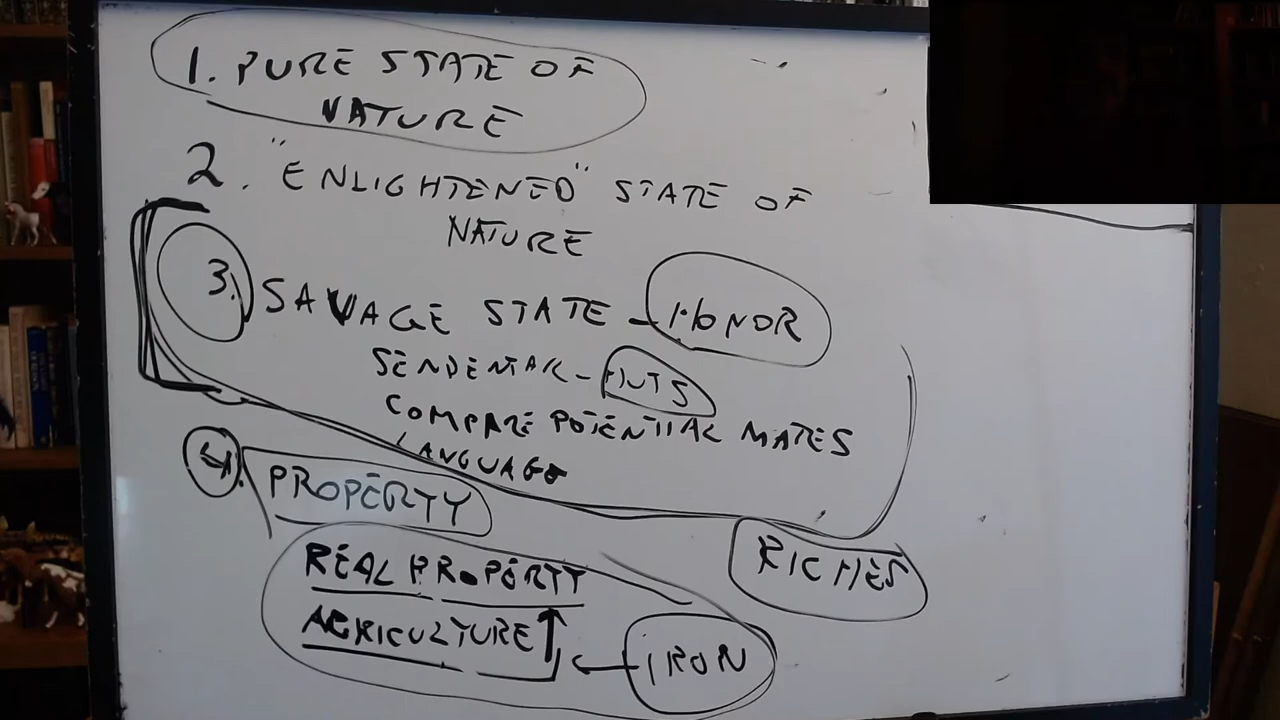 1. PURE STATE OF
NATURE
2. "ENLIGHTENED" STATE OF
NATURE
3. SAVAGE STATE - HONOR
SENDENTAR - HUTS
COMPARE POTENTIAL MATES
LANGUAGE
4. PROPERTY
RICHES
REAL PROPERTY
AGRICULTURE ↑ ← IRON